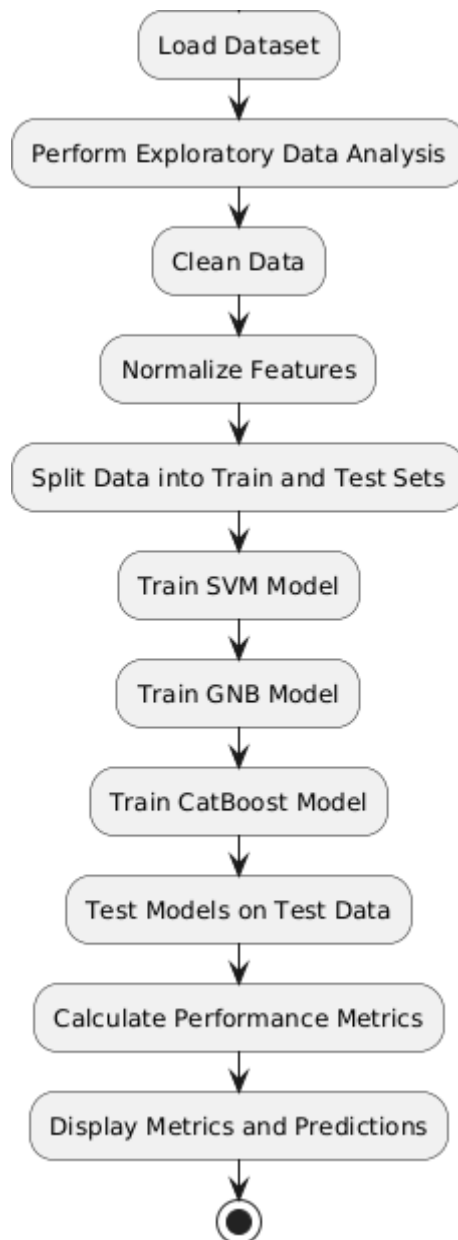 Load Dataset
Perform Exploratory Data Analysis
Clean Data
Normalize Features
Split Data into Train and Test Sets
Train SVM Model
Train GNB Model
Train CatBoost Model
Test Models on Test Data
Calculate Performance Metrics
Display Metrics and Predictions